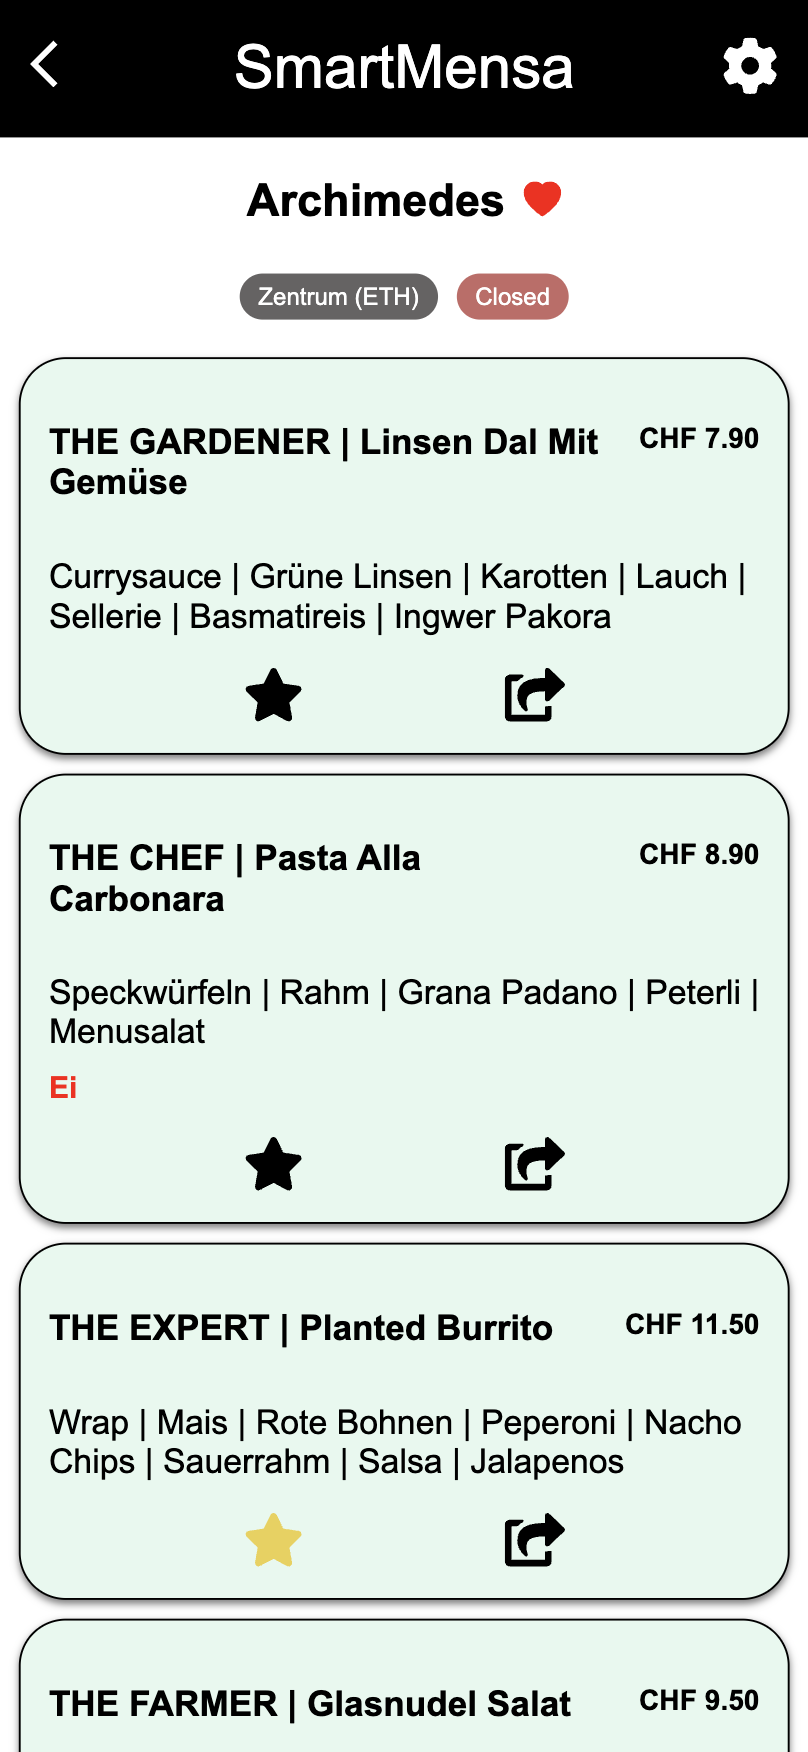 SmartMensa
Archimedes
Zentrum (ETH)
Closed
THE GARDENER | Linsen Dal Mit
Gemüse
CHF 7.90
Currysauce | Grüne Linsen | Karotten | Lauch |
Sellerie | Basmatireis | Ingwer Pakora
THE CHEF | Pasta Alla
Carbonara
CHF 8.90
Speckwürfeln | Rahm | Grana Padano | Peterli |
Menusalat
Ei
THE EXPERT | Planted Burrito
CHF 11.50
Wrap | Mais | Rote Bohnen | Peperoni | Nacho
Chips | Sauerrahm | Salsa | Jalapenos
THE FARMER | Glasnudel Salat
CHF 9.50